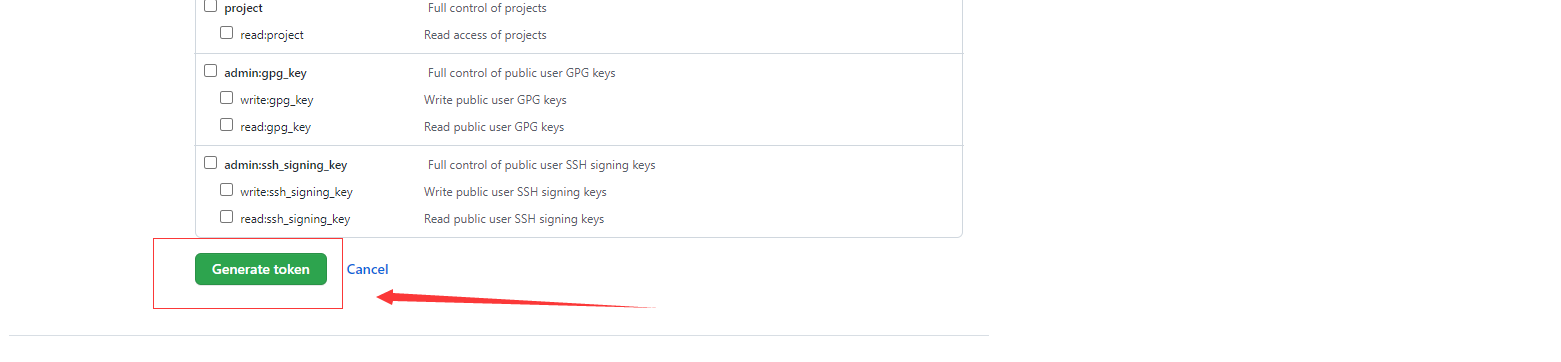 project Full control of projects
read:project Read access of projects
admin:gpg_key Full control of public user GPG keys
write:gpg_key Write public user GPG keys
read:gpg_key Read public user GPG keys
admin:ssh_signing_key Full control of public user SSH signing keys
write:ssh_signing_key Write public user SSH signing keys
read:ssh_signing_key Read public user SSH signing keys
Generate token Cancel